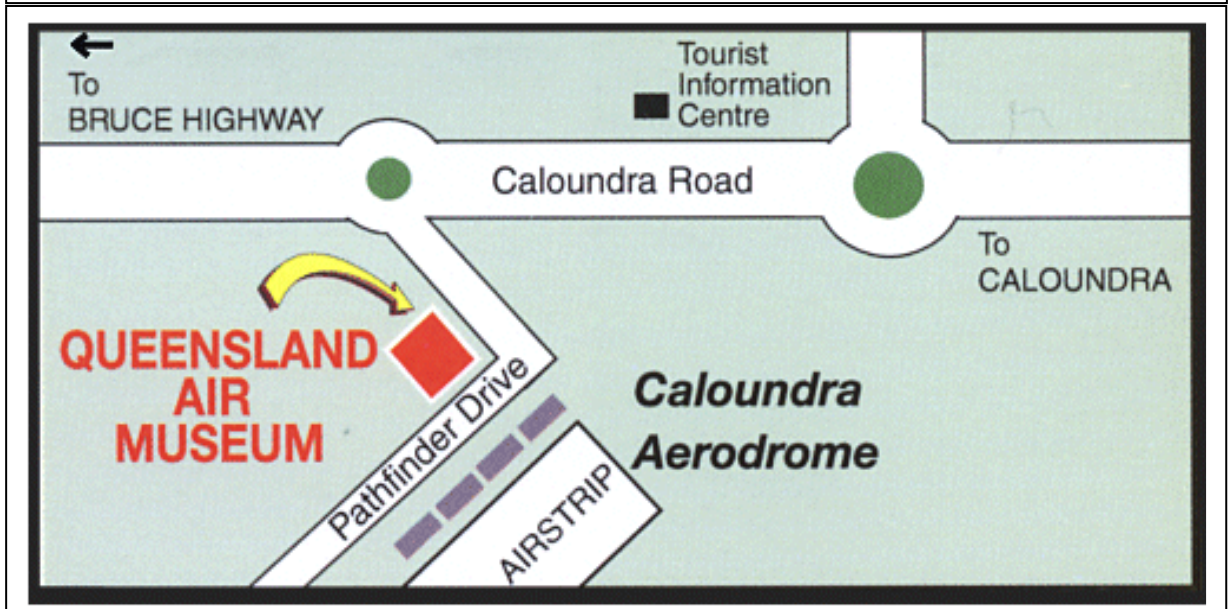 To
BRUCE HIGHWAY
Tourist
Information
Centre
Caloundra Road
To
CALOUNDRA
QUEENSLAND
AIR
MUSEUM
Pathfinder Drive
Caloundra
Aerodrome
AIRSTRIP